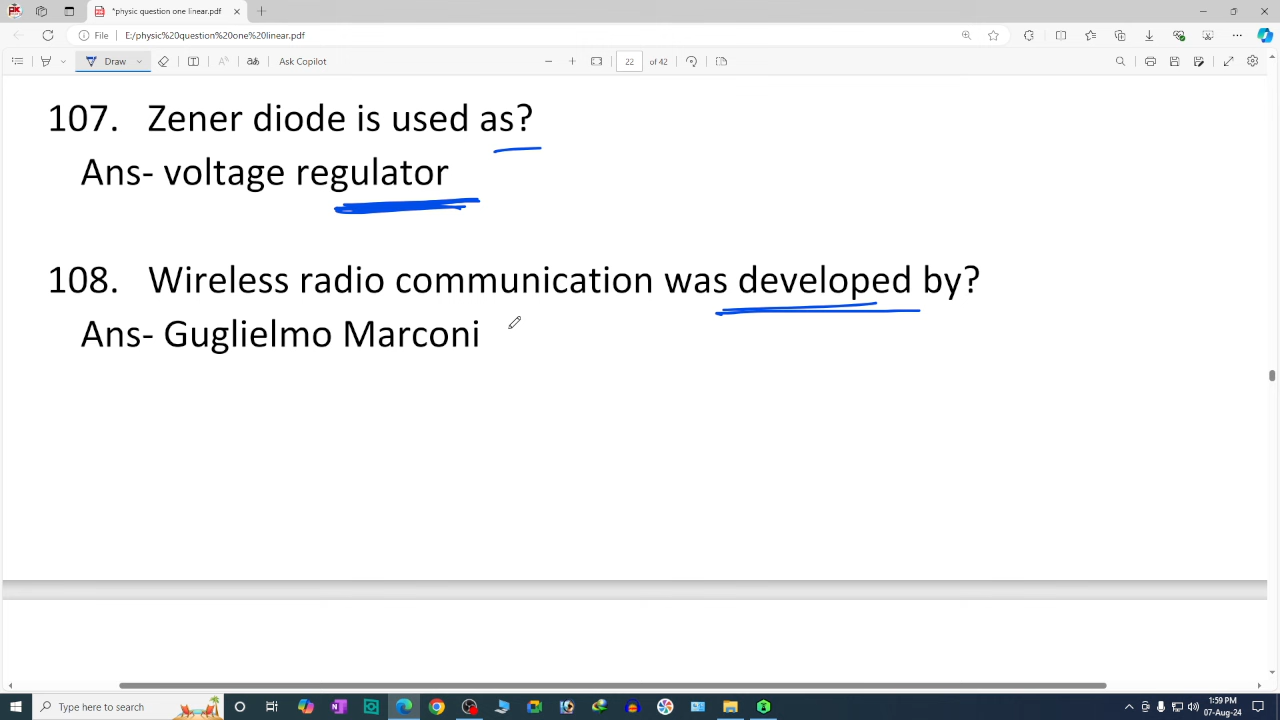 *physic question one linear.pdf
File
E:/physic%20question%20one%20linear.pdf
Draw
Ask Copilot
22
of 42
107. Zener diode is used as?
Ans- voltage regulator
108. Wireless radio communication was developed by?
Ans- Guglielmo Marconi
Type here to search
1:59 PM
07-Aug-24